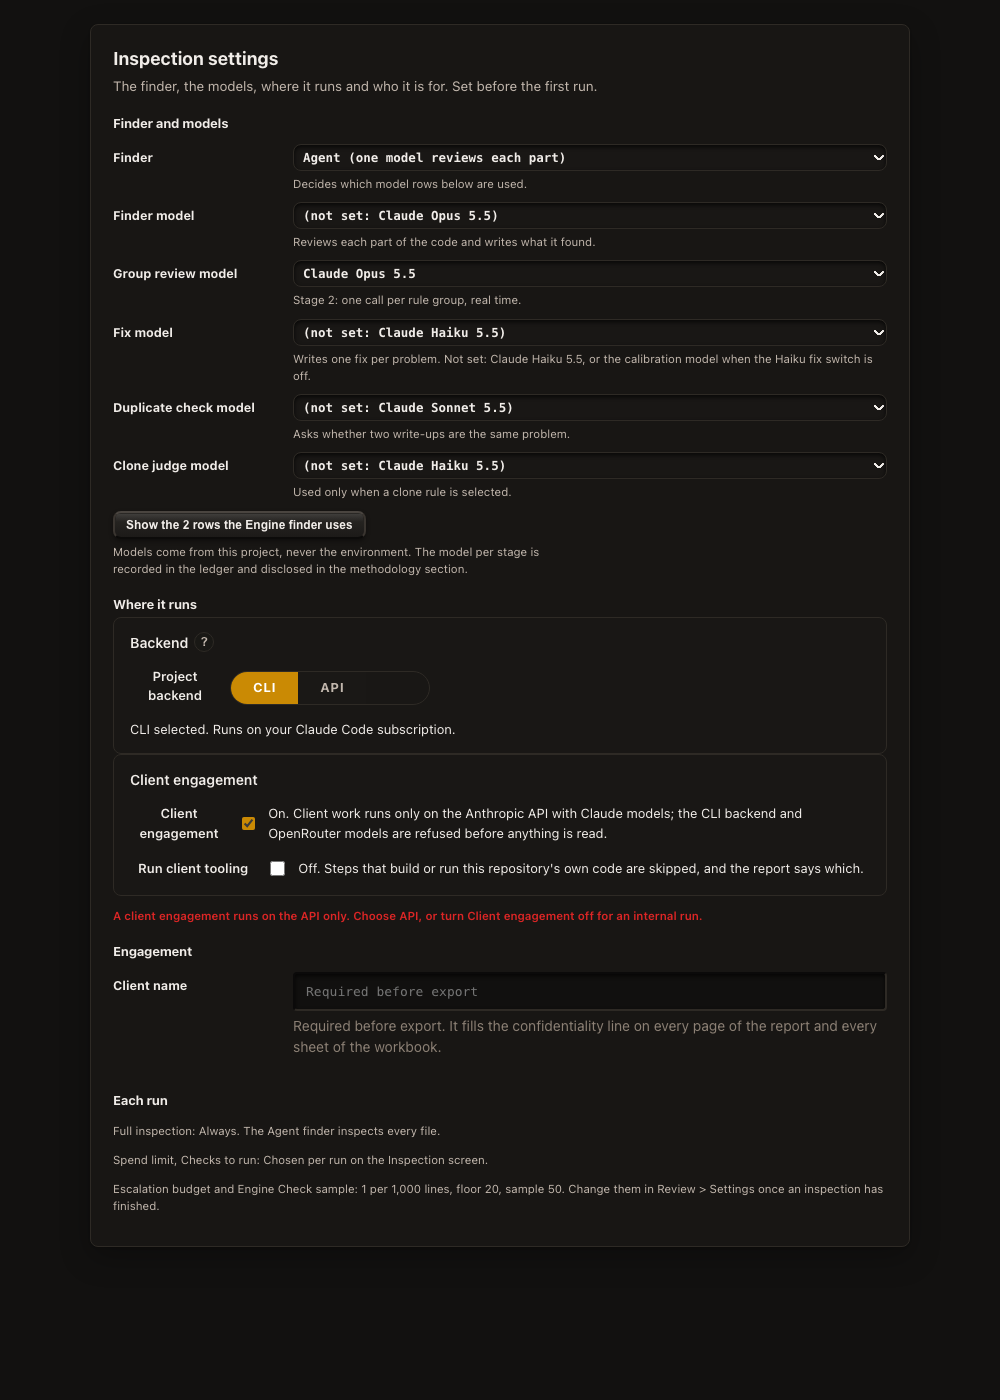 Inspection settings
The finder, the models, where it runs and who it is for. Set before the first run.
Finder and models
Finder
Agent (one model reviews each part)
Decides which model rows below are used.
Finder model
(not set: Claude Opus 5.5)
Reviews each part of the code and writes what it found.
Group review model
Claude Opus 5.5
Stage 2: one call per rule group, real time.
Fix model
(not set: Claude Haiku 5.5)
Writes one fix per problem. Not set: Claude Haiku 5.5, or the calibration model when the Haiku fix switch is
off.
Duplicate check model
(not set: Claude Sonnet 5.5)
Asks whether two write-ups are the same problem.
Clone judge model
(not set: Claude Haiku 5.5)
Used only when a clone rule is selected.
Show the 2 rows the Engine finder uses
Models come from this project, never the environment. The model per stage is
recorded in the ledger and disclosed in the methodology section.
Where it runs
Backend ?
Project
backend
CLI API
CLI selected. Runs on your Claude Code subscription.
Client engagement
Client
engagement
On. Client work runs only on the Anthropic API with Claude models; the CLI backend and
OpenRouter models are refused before anything is read.
Run client tooling
Off. Steps that build or run this repository's own code are skipped, and the report says which.
A client engagement runs on the API only. Choose API, or turn Client engagement off for an internal run.
Engagement
Client name
Required before export
Required before export. It fills the confidentiality line on every page of the report and every
sheet of the workbook.
Each run
Full inspection: Always. The Agent finder inspects every file.
Spend limit, Checks to run: Chosen per run on the Inspection screen.
Escalation budget and Engine Check sample: 1 per 1,000 lines, floor 20, sample 50. Change them in Review > Settings once an inspection has
finished.